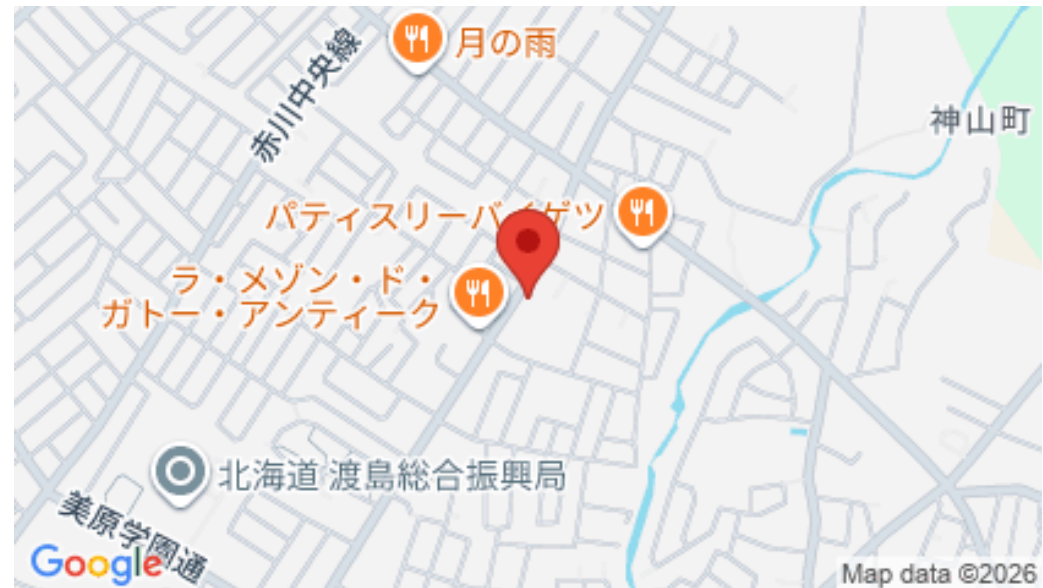 月の雨
赤川中央線
神山町
パティスリーバイゲツ
ラ・メゾン・ド・
ガトー・アンティーク
北海道 渡島総合振興局
美原学園通
Google
Map data ©2026